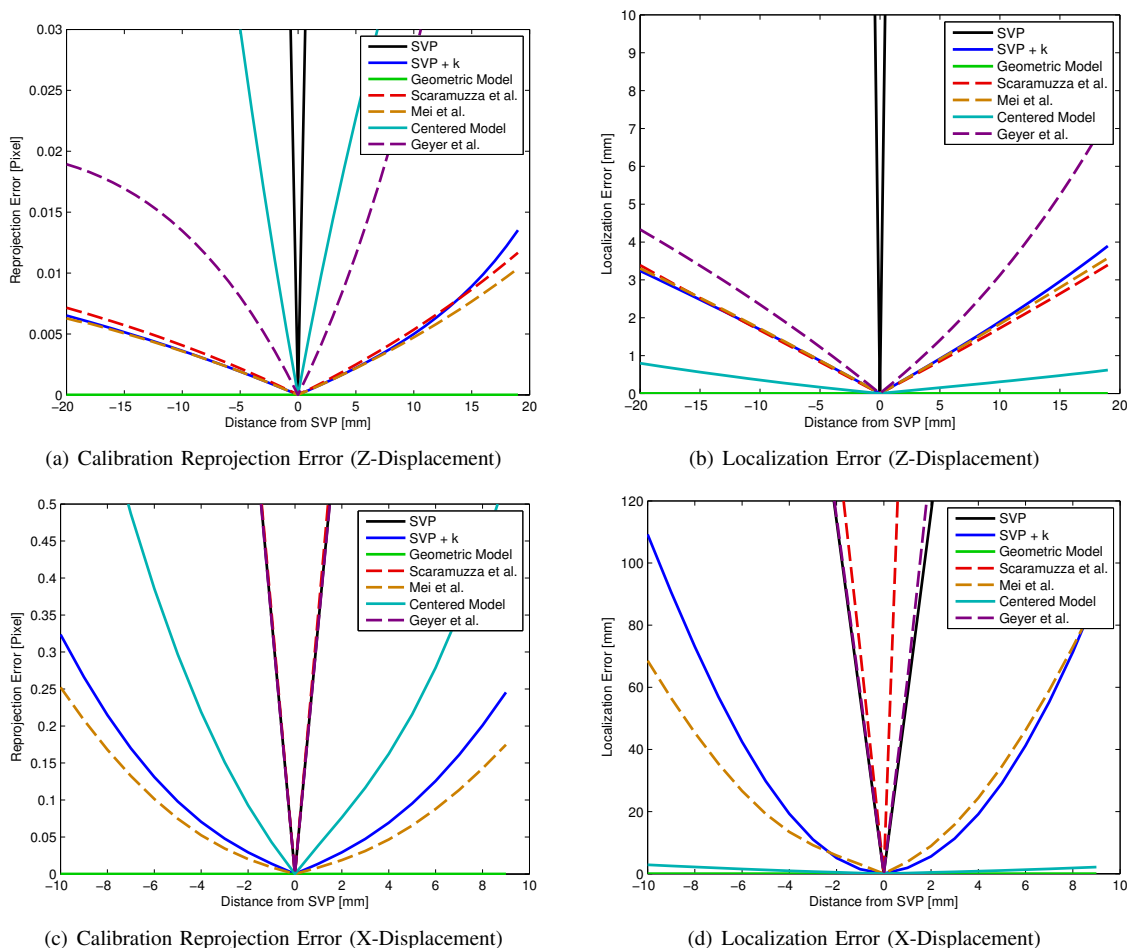 0.03
0.025
0.02
0.015
0.01
0.005
0
Reprojection Error [Pixel]
−20 −15 −10 −5 0 5 10 15 20
Distance from SVP [mm]
SVP
SVP + k
Geometric Model
Scaramuzza et al.
Mei et al.
Centered Model
Geyer et al.
(a) Calibration Reprojection Error (Z-Displacement)
10
9
8
7
6
5
4
3
2
1
0
Localization Error [mm]
−20 −15 −10 −5 0 5 10 15 20
Distance from SVP [mm]
SVP
SVP + k
Geometric Model
Scaramuzza et al.
Mei et al.
Centered Model
Geyer et al.
(b) Localization Error (Z-Displacement)
0.5
0.45
0.4
0.35
0.3
0.25
0.2
0.15
0.1
0.05
0
Reprojection Error [Pixel]
−10 −8 −6 −4 −2 0 2 4 6 8 10
Distance from SVP [mm]
SVP
SVP + k
Geometric Model
Scaramuzza et al.
Mei et al.
Centered Model
Geyer et al.
(c) Calibration Reprojection Error (X-Displacement)
120
100
80
60
40
20
0
Localization Error [mm]
−10 −8 −6 −4 −2 0 2 4 6 8 10
Distance from SVP [mm]
SVP
SVP + k
Geometric Model
Scaramuzza et al.
Mei et al.
Centered Model
Geyer et al.
(d) Localization Error (X-Displacement)